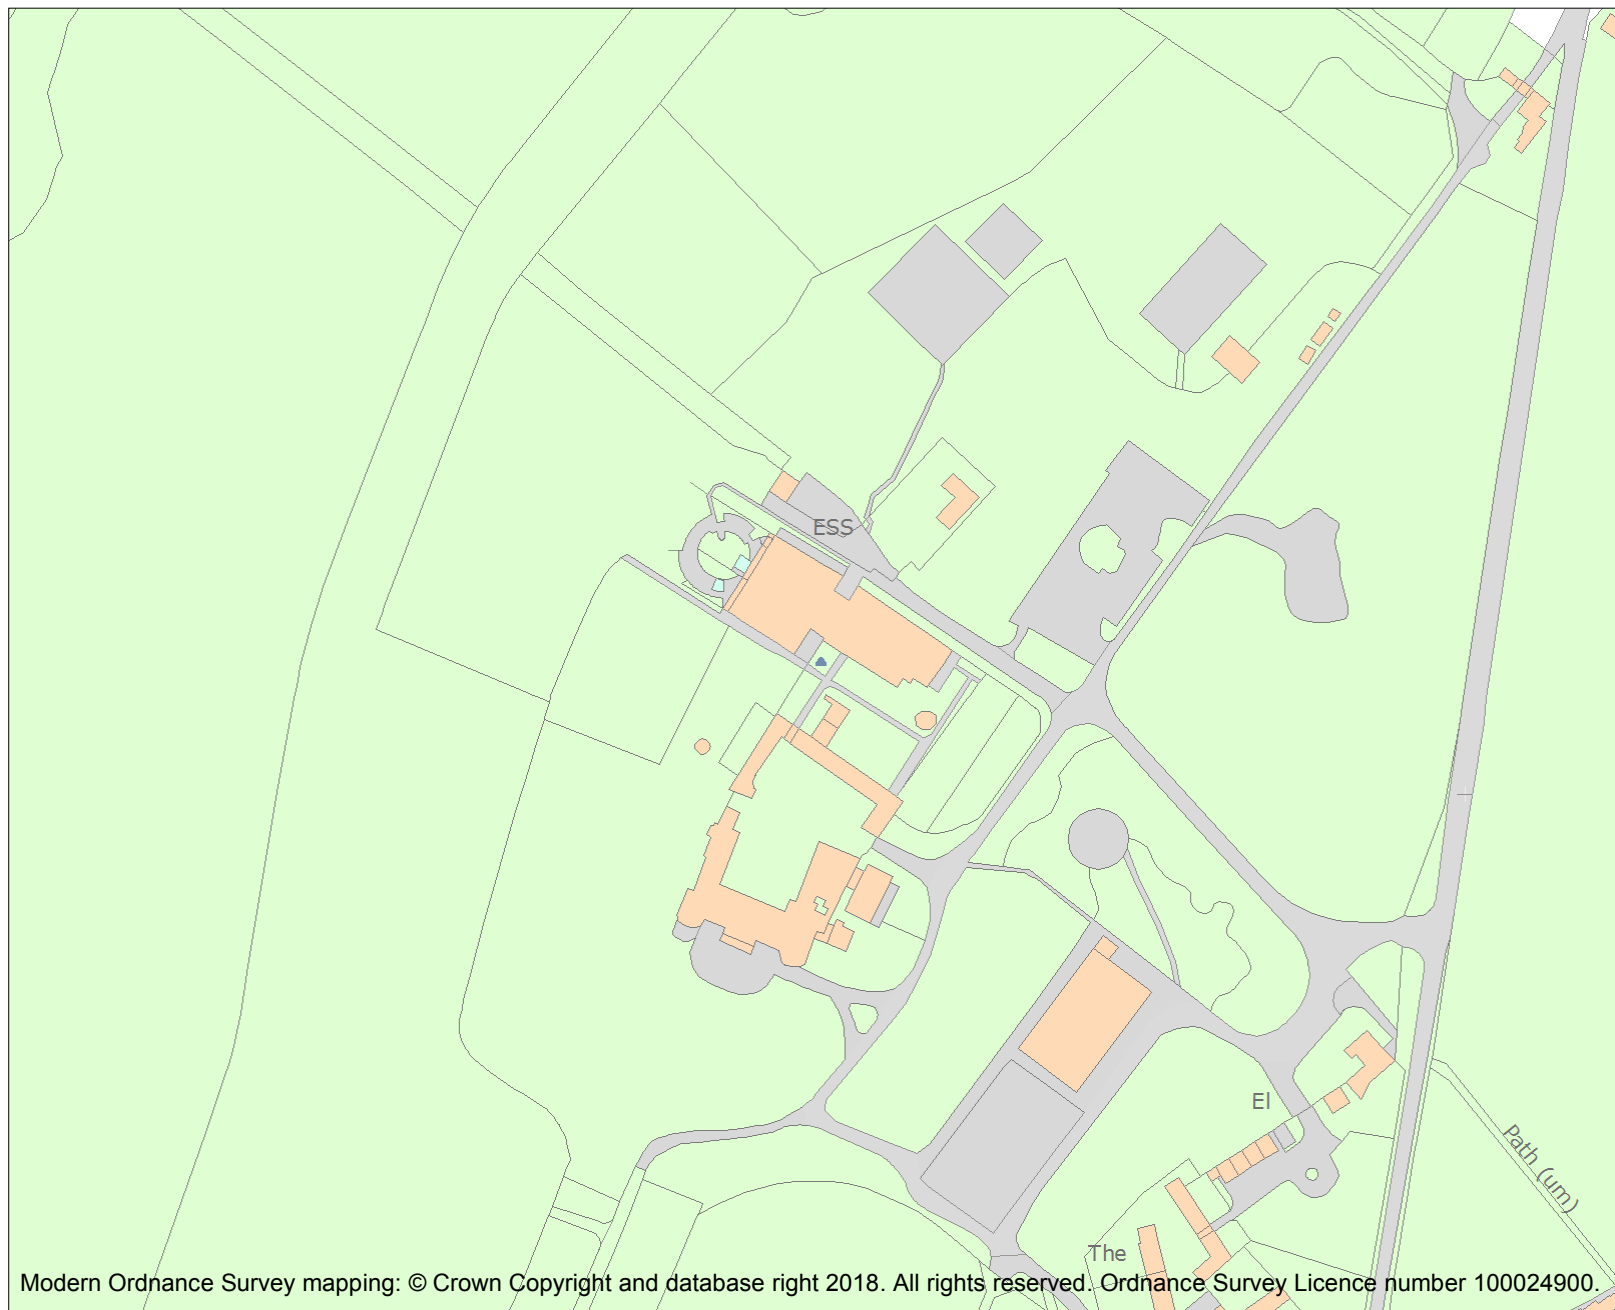 ESS
El
Path (um)
The
Modern Ordnance Survey mapping: © Crown Copyright and database right 2018. All rights reserved. Ordnance Survey Licence number 100024900.